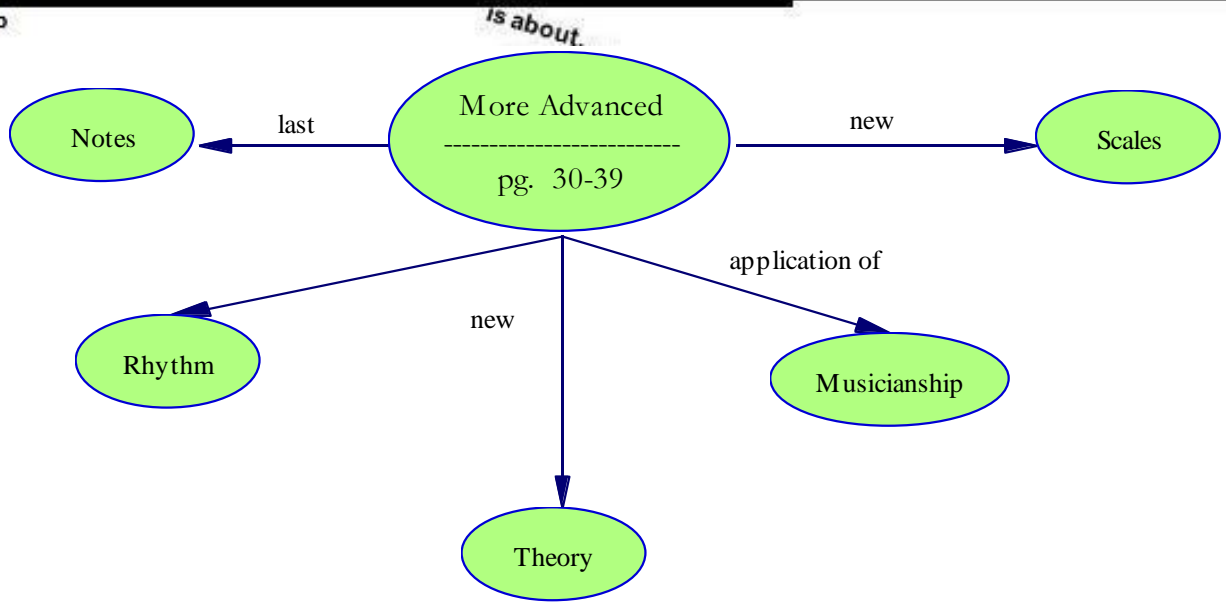 is about.
More Advanced
--------------------------
pg. 30-39
Notes
last
new
Scales
application of
new
Rhythm
Musicianship
Theory